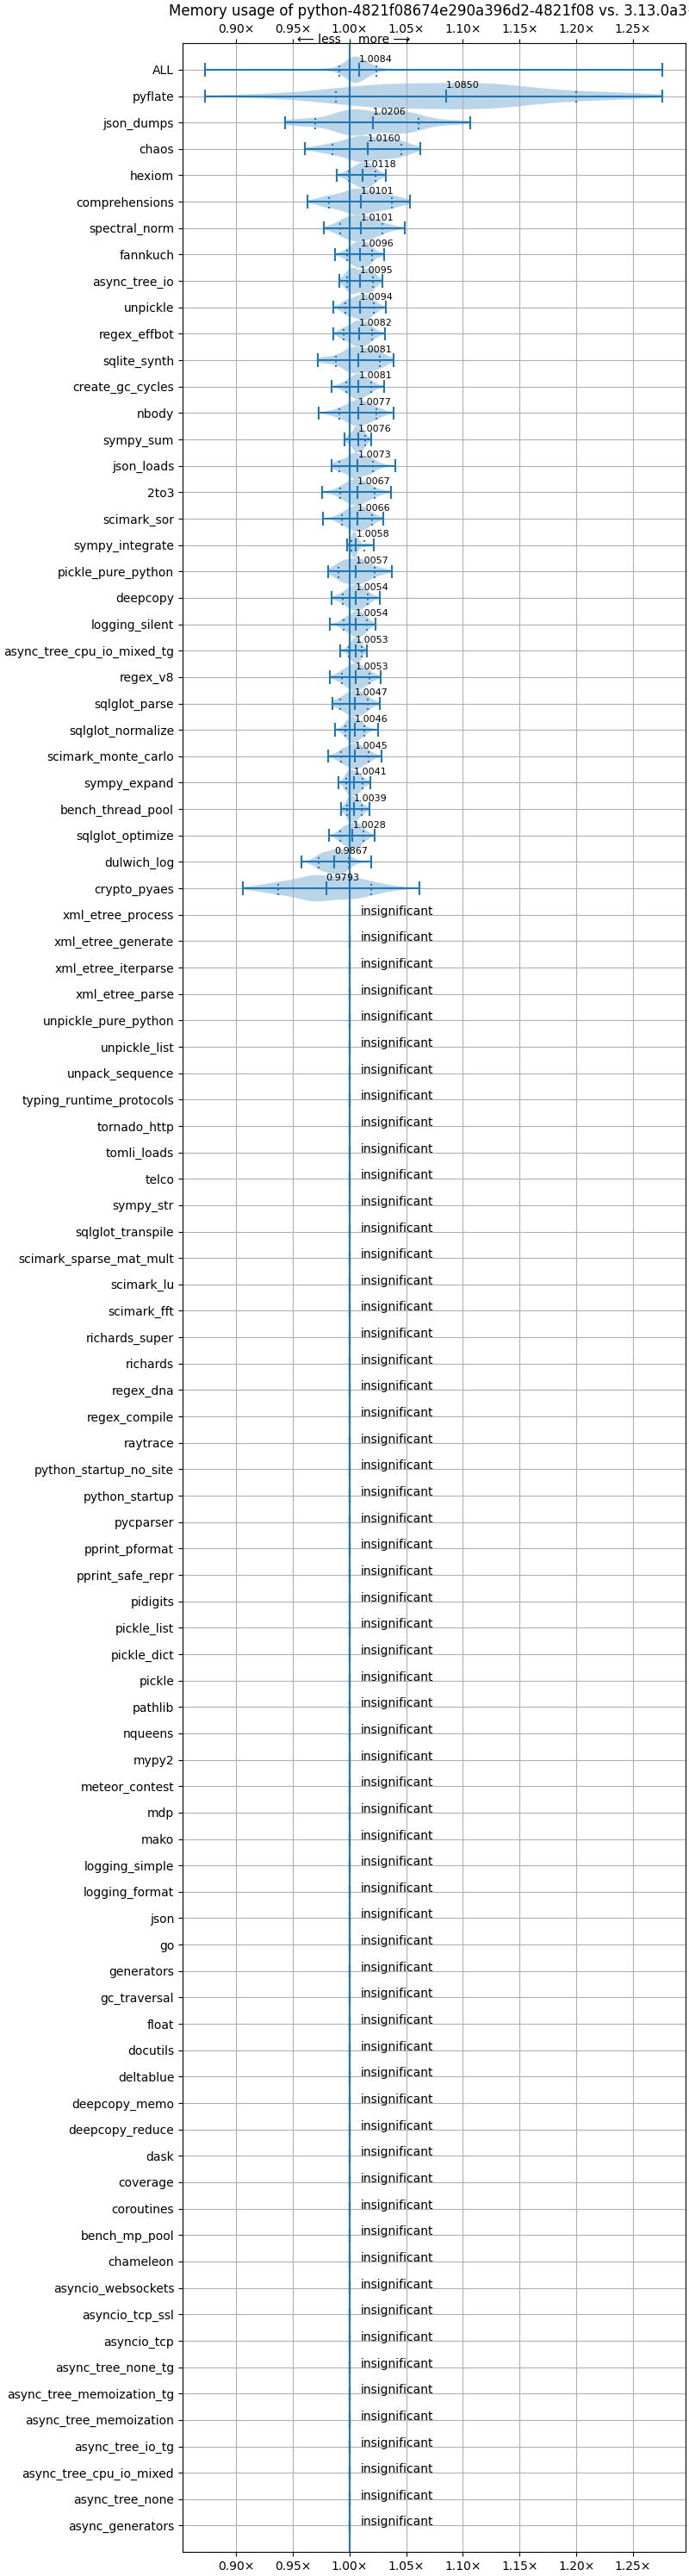 Memory usage of python-4821f08674e290a396d2-4821f08 vs. 3.13.0a3-
0.90× 0.95× 1.00× 1.05× 1.10× 1.15× 1.20× 1.25×
⟵ less more ⟶
ALL 1.0084
pyflate 1.0850
json_dumps 1.0206
chaos 1.0160
hexiom 1.0118
comprehensions 1.0101
spectral_norm 1.0101
fannkuch 1.0096
async_tree_io 1.0095
unpickle 1.0094
regex_effbot 1.0082
sqlite_synth 1.0081
create_gc_cycles 1.0081
nbody 1.0077
sympy_sum 1.0076
json_loads 1.0073
2to3 1.0067
scimark_sor 1.0066
sympy_integrate 1.0058
pickle_pure_python 1.0057
deepcopy 1.0054
logging_silent 1.0054
async_tree_cpu_io_mixed_tg 1.0053
regex_v8 1.0053
sqlglot_parse 1.0047
sqlglot_normalize 1.0046
scimark_monte_carlo 1.0045
sympy_expand 1.0041
bench_thread_pool 1.0039
sqlglot_optimize 1.0028
dulwich_log 0.9867
crypto_pyaes 0.9793
xml_etree_process insignificant
xml_etree_generate insignificant
xml_etree_iterparse insignificant
xml_etree_parse insignificant
unpickle_pure_python insignificant
unpickle_list insignificant
unpack_sequence insignificant
typing_runtime_protocols insignificant
tornado_http insignificant
tomli_loads insignificant
telco insignificant
sympy_str insignificant
sqlglot_transpile insignificant
scimark_sparse_mat_mult insignificant
scimark_lu insignificant
scimark_fft insignificant
richards_super insignificant
richards insignificant
regex_dna insignificant
regex_compile insignificant
raytrace insignificant
python_startup_no_site insignificant
python_startup insignificant
pycparser insignificant
pprint_pformat insignificant
pprint_safe_repr insignificant
pidigits insignificant
pickle_list insignificant
pickle_dict insignificant
pickle insignificant
pathlib insignificant
nqueens insignificant
mypy2 insignificant
meteor_contest insignificant
mdp insignificant
mako insignificant
logging_simple insignificant
logging_format insignificant
json insignificant
go insignificant
generators insignificant
gc_traversal insignificant
float insignificant
docutils insignificant
deltablue insignificant
deepcopy_memo insignificant
deepcopy_reduce insignificant
dask insignificant
coverage insignificant
coroutines insignificant
bench_mp_pool insignificant
chameleon insignificant
asyncio_websockets insignificant
asyncio_tcp_ssl insignificant
asyncio_tcp insignificant
async_tree_none_tg insignificant
async_tree_memoization_tg insignificant
async_tree_memoization insignificant
async_tree_io_tg insignificant
async_tree_cpu_io_mixed insignificant
async_tree_none insignificant
async_generators insignificant
0.90× 0.95× 1.00× 1.05× 1.10× 1.15× 1.20× 1.25×